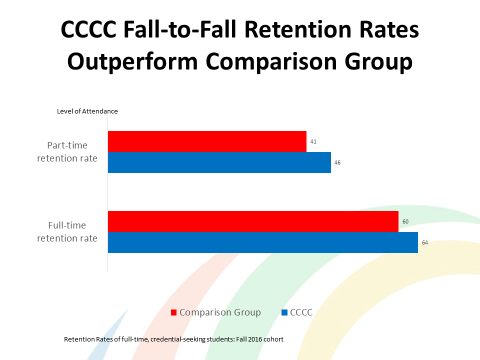 CCCC Fall-to-Fall Retention Rates
Outperform Comparison Group
Level of Attendance
Part-time
retention rate
41
46
Full-time
retention rate
60
64
Comparison Group CCCC
Retention Rates of full-time, credential-seeking students: Fall 2016 cohort